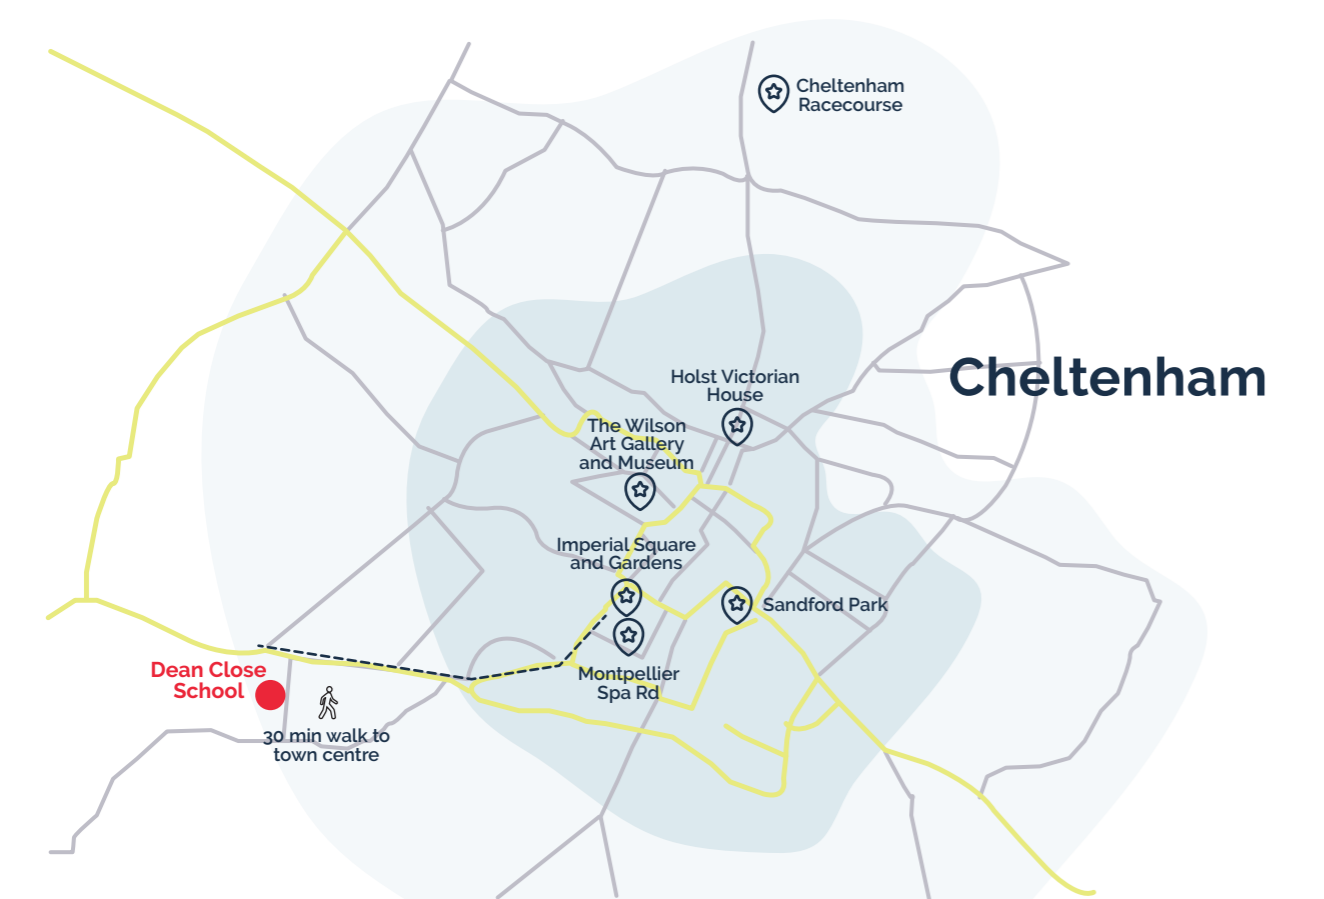 Cheltenham
Racecourse
Cheltenham
Holst Victorian
House
The Wilson
Art Gallery
and Museum
Imperial Square
and Gardens
Sandford Park
Montpellier
Spa Rd
Dean Close
School
30 min walk to
town centre